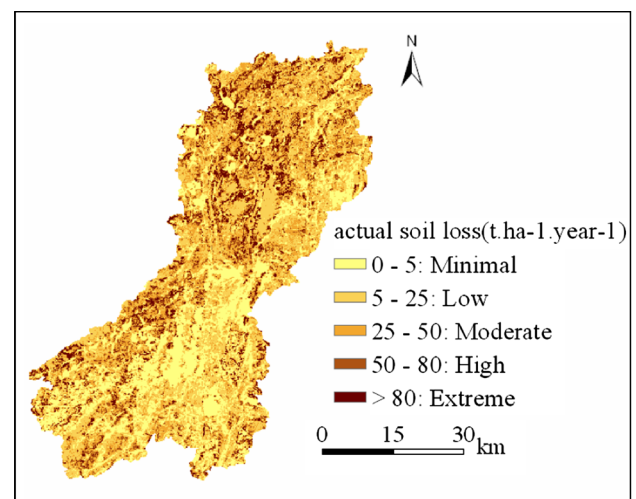 N
actual soil loss(t.ha-1.year-1)
0 - 5: Minimal
5 - 25: Low
25 - 50: Moderate
50 - 80: High
> 80: Extreme
0 15 30
km